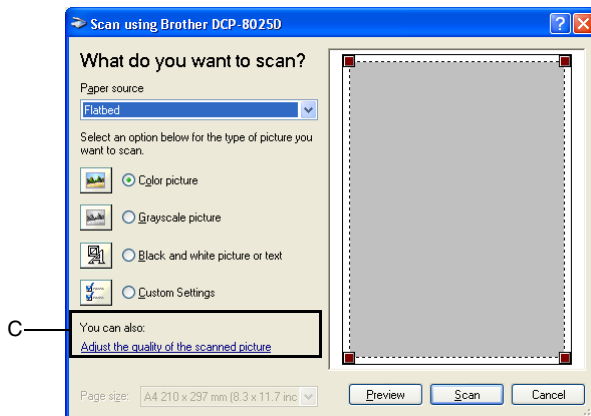 Scan using Brother DCP-8025D
What do you want to scan?
Paper source
Flatbed
Select an option below for the type of picture you
want to scan.
Color picture
Grayscale picture
Black and white picture or text
Custom Settings
C
You can also:
Adjust the quality of the scanned picture
Page size: A4 210 x 297 mm (8.3 x 11.7 inc
Preview Scan Cancel